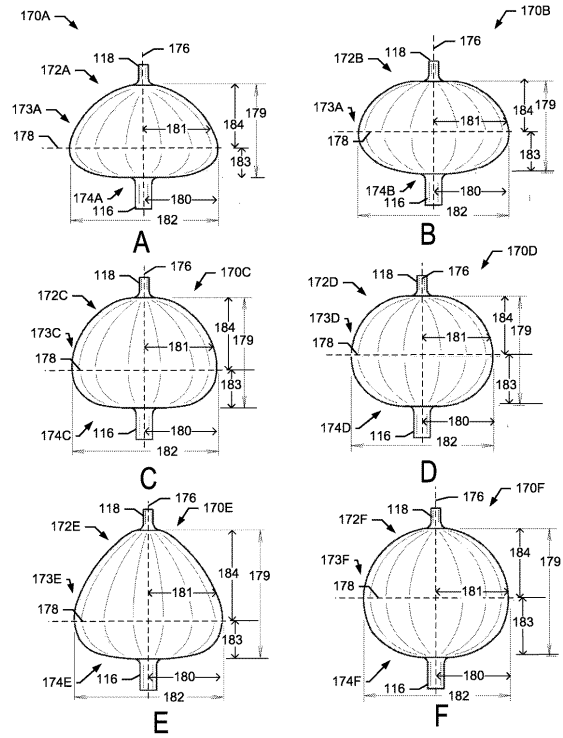 170A
176
118
172A
173A
178
181
184
179
183
174A
116
180
182
A
170B
176
118
172B
173A
178
181
184
179
183
174B
116
180
182
B
170C
176
118
172C
173C
178
181
184
179
183
174C
116
180
182
C
170D
176
118
172D
173D
178
181
184
179
183
174D
116
180
182
D
170E
176
118
172E
173E
178
181
184
179
183
174E
116
180
182
E
170F
176
118
172F
173F
178
181
184
179
183
174F
116
180
182
F